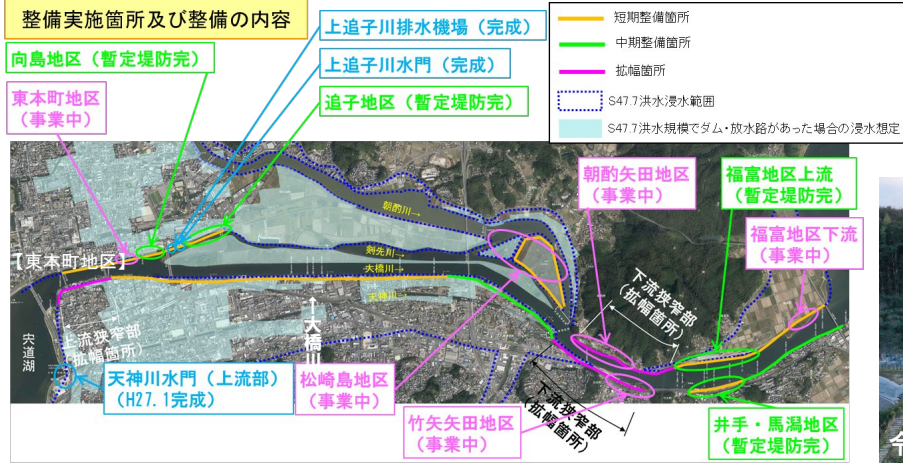 整備実施箇所及び整備の内容
短期整備箇所
中期整備箇所
拡幅箇所
S47.7洪水浸水範囲
S47.7洪水規模でダム・放水路があった場合の浸水想定
上追子川排水機場（完成）
上追子川水門（完成）
追子地区（暫定堤防完）
向島地区（暫定堤防完）
東本町地区
（事業中）
朝酌矢田地区
（事業中）
福富地区上流
（暫定堤防完）
福富地区下流
（事業中）
朝酌川→
剣先川→
大橋川→
天神川→
【東本町地区】
宍道湖
上流狭窄部
（拡幅箇所）
大橋川
下流狭窄部
（拡幅箇所）
下流狭窄部
（拡幅箇所）
天神川水門（上流部）
（H27.1完成）
松崎島地区
（事業中）
竹矢矢田地区
（事業中）
井手・馬潟地区
（暫定堤防完）